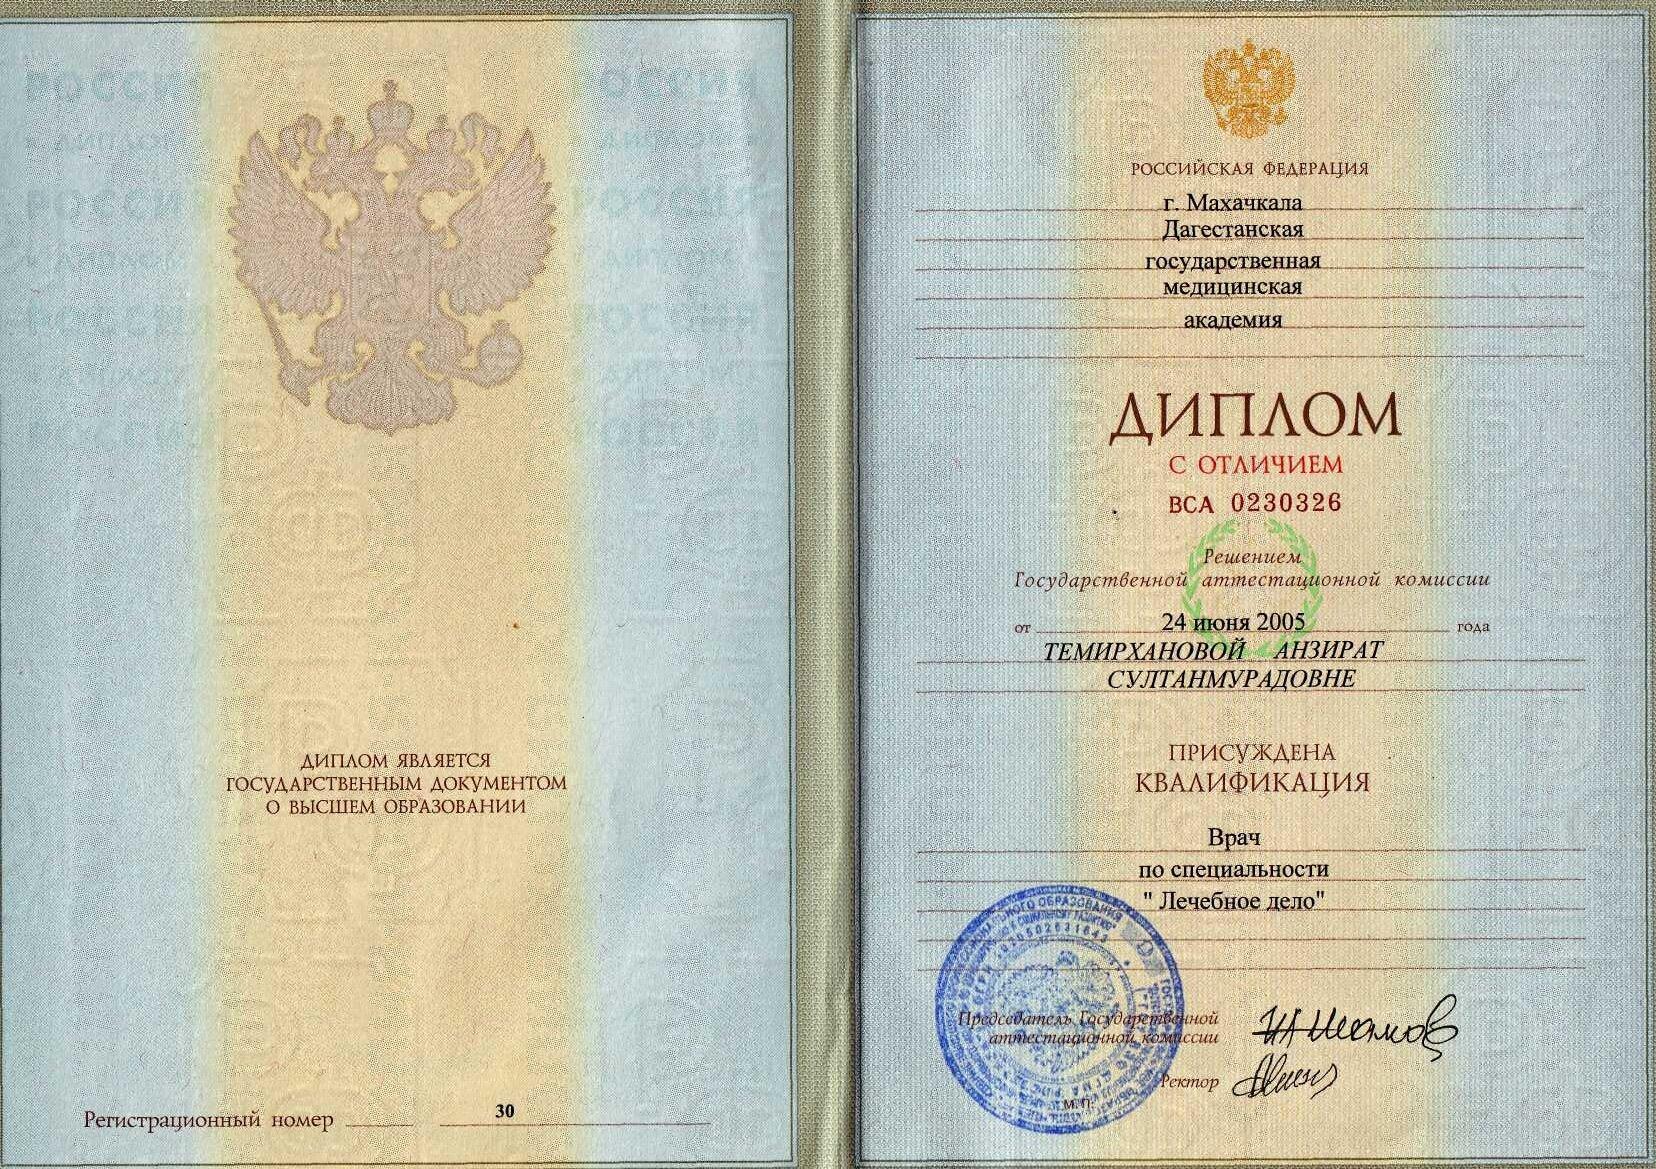 ДИПЛОМ ЯВЛЯЕТСЯ
ГОСУДАРСТВЕННЫМ ДОКУМЕНТОМ
О ВЫСШЕМ ОБРАЗОВАНИИ
Регистрационный номер 30
РОССИЙСКАЯ ФЕДЕРАЦИЯ
г. Махачкала
Дагестанская
государственная
медицинская
академия
ДИПЛОМ
С ОТЛИЧИЕМ
ВСА 0230326
Решением
Государственной аттестационной комиссии
от 24 июня 2005 года
ТЕМИРХАНОВОЙ АНЗИРАТ
СУЛТАНМУРАДОВНЕ
ПРИСУЖДЕНА
КВАЛИФИКАЦИЯ
Врач
по специальности
" Лечебное дело"
Председатель Государственной
аттестационной комиссии
Ректор
М.П.